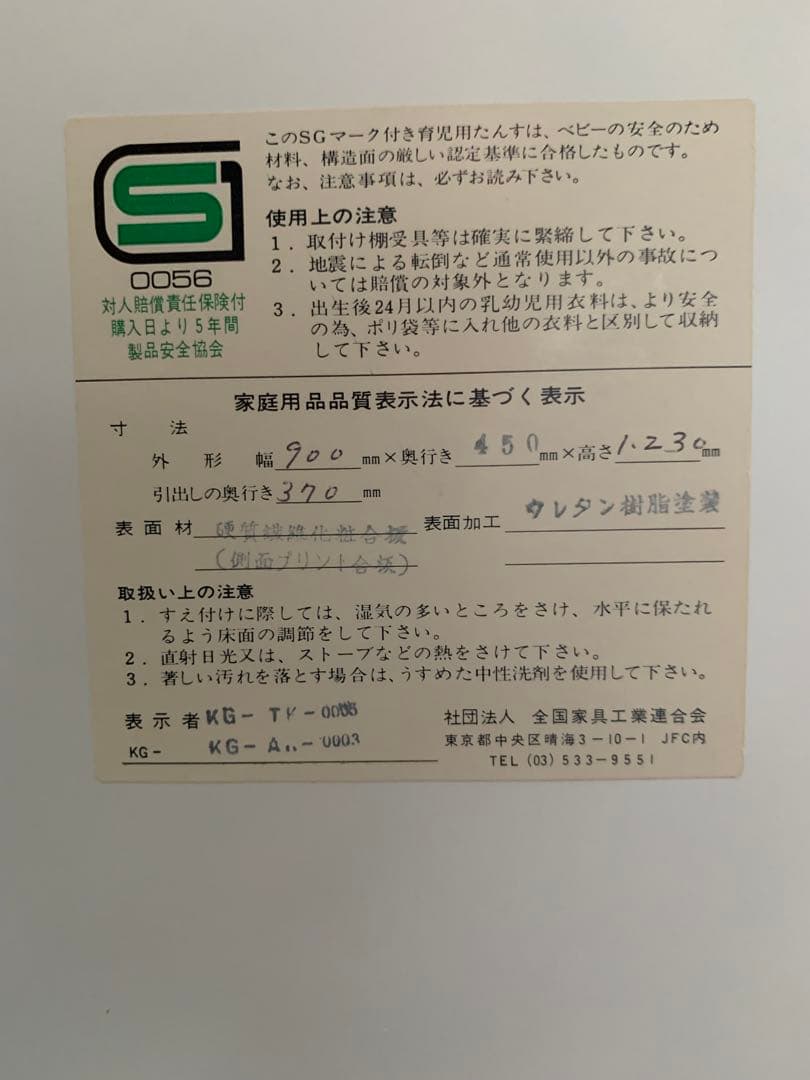 SG
0056
対人賠償責任保険付
購入日より5年間
製品安全協会
このSGマーク付き育児用たんすは、ベビーの安全のため
材料、構造面の厳しい認定基準に合格したものです。
なお、注意事項は、必ずお読み下さい。
使用上の注意
1. 取付け棚受具等は確実に緊締して下さい。
2. 地震による転倒など通常使用以外の事故につ
いては賠償の対象外となります。
3. 出生後24月以内の乳幼児用衣料は、より安全
の為、ポリ袋等に入れ他の衣料と区別して収納
して下さい。
家庭用品品質表示法に基づく表示
寸法
外形 幅 900 mm×奥行き 450 mm×高さ 1.230 mm
引出しの奥行き 370 mm
表面材 硬質繊維化粧合板 表面加工 ウレタン樹脂塗装
(側面プリント合板)
取扱い上の注意
1. すえ付けに際しては、湿気の多いところをさけ、水平に保たれ
るよう床面の調節をして下さい。
2. 直射日光又は、ストーブなどの熱をさけて下さい。
3. 著しい汚れを落とす場合は、うすめた中性洗剤を使用して下さい。
表示者 KG-
KG- KG-
社団法人 全国家具工業連合会
東京都中央区晴海3-10-1 JFC内
TEL (03) 533-9551